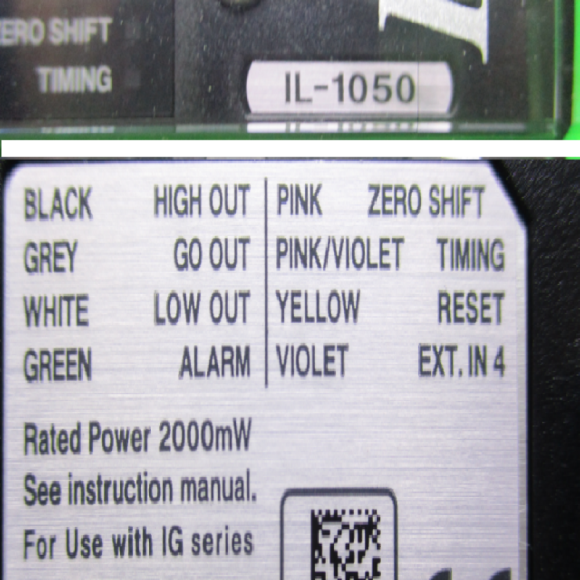 ZERO SHIFT
TIMING
IL-1050
BLACK HIGH OUT PINK ZERO SHIFT
GREY GO OUT PINK/VIOLET TIMING
WHITE LOW OUT YELLOW RESET
GREEN ALARM VIOLET EXT. IN 4
Rated Power 2000mW
See instruction manual.
For Use with IG series